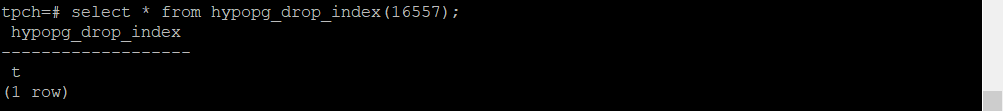 tpch=# select * from hypopg_drop_index(16557);
 hypopg_drop_index
-------------------
 t
(1 row)